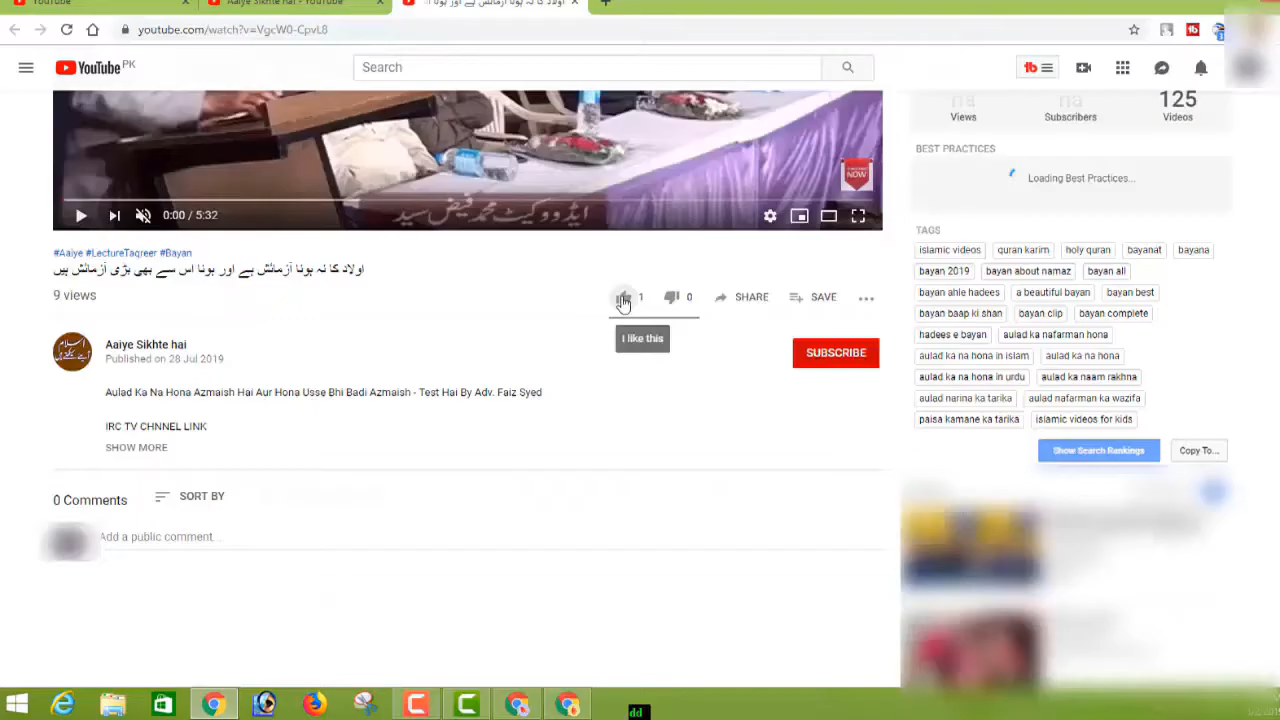 YouTube
Aaiye Sikhte hai - YouTube
youtube.com/watch?v=VgcW0-CpvL8
YouTube PK
Search
Views
Subscribers
125
Videos
BEST PRACTICES
Loading Best Practices...
NOW
ایڈووکیٹ محمد فیض سید
0:00 / 5:32
#Aaiye #LectureTaqreer #Bayan
اولاد کا نہ ہونا آزمائش ہے اور ہونا اس سے بھی بڑی آزمائش ہیں
9 views
1
0
SHARE
SAVE
I like this
Aaiye Sikhte hai
Published on 28 Jul 2019
SUBSCRIBE
Aulad Ka Na Hona Azmaish Hai Aur Hona Usse Bhi Badi Azmaish - Test Hai By Adv. Faiz Syed
IRC TV CHNNEL LINK
SHOW MORE
0 Comments
SORT BY
Add a public comment...
TAGS
islamic videos quran karim holy quran bayanat bayana
bayan 2019 bayan about namaz bayan all
bayan ahle hadees a beautiful bayan bayan best
bayan baap ki shan bayan clip bayan complete
hadees e bayan aulad ka nafarman hona
aulad ka na hona in islam aulad ka na hona
aulad ka na hona in urdu aulad ka naam rakhna
aulad narina ka tarika aulad nafarman ka wazifa
paisa kamane ka tarika islamic videos for kids
Show Search Rankings
Copy To...
dd